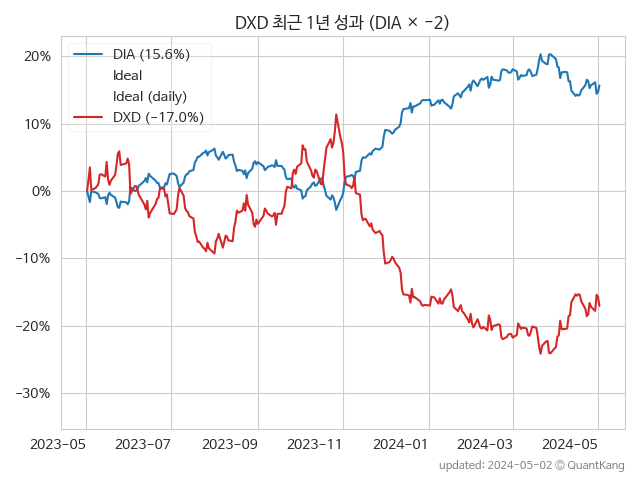 DXD 최근 1년 성과 (DIA × −2)
DIA (15.6%)
Ideal
Ideal (daily)
DXD (−17.0%)
20%
10%
0%
−10%
−20%
−30%
2023−05
2023−07
2023−09
2023−11
2024−01
2024−03
2024−05
updated: 2024−05−02 © QuantKang